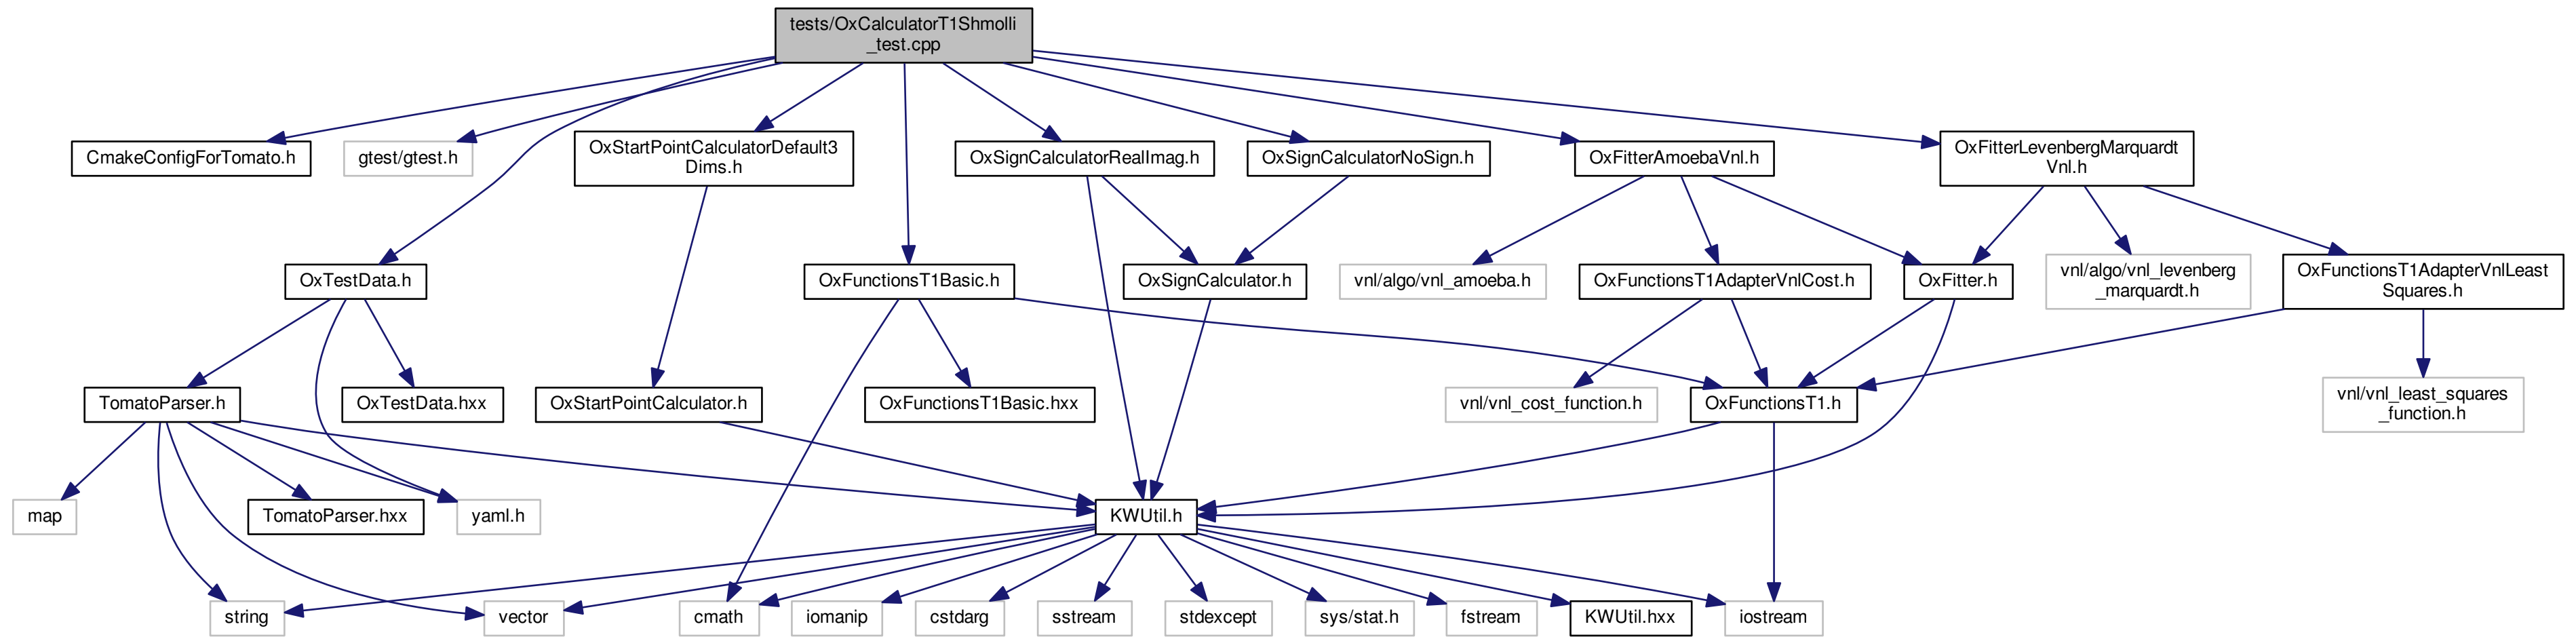 tests/OxCalculatorT1Shmolli
_test.cpp
CmakeConfigForTomato.h
gtest/gtest.h
OxStartPointCalculatorDefault3
Dims.h
OxSignCalculatorRealImag.h
OxSignCalculatorNoSign.h
OxFitterAmoebaVnl.h
OxFitterLevenbergMarquardt
Vnl.h
OxTestData.h
OxFunctionsT1Basic.h
OxSignCalculator.h
vnl/algo/vnl_amoeba.h
OxFunctionsT1AdapterVnlCost.h
OxFitter.h
vnl/algo/vnl_levenberg
_marquardt.h
OxFunctionsT1AdapterVnlLeast
Squares.h
TomatoParser.h
OxTestData.hxx
OxStartPointCalculator.h
OxFunctionsT1Basic.hxx
vnl/vnl_cost_function.h
OxFunctionsT1.h
vnl/vnl_least_squares
_function.h
map
TomatoParser.hxx
yaml.h
KWUtil.h
string
vector
cmath
iomanip
cstdarg
sstream
stdexcept
sys/stat.h
fstream
KWUtil.hxx
iostream